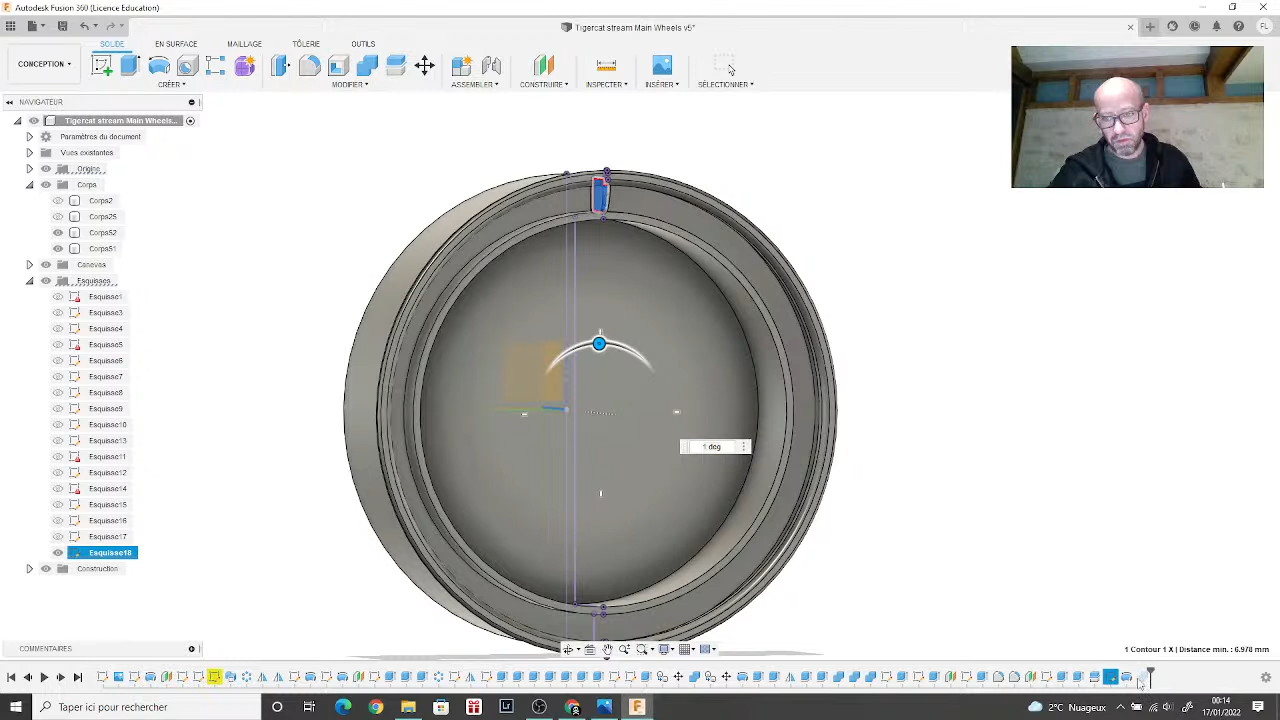 Autodesk Fusion 360 (Licence Education)
Tigercat stream Main Wheels v5*
FL
CONCEPTION
SOLIDE
EN SURFACE
MAILLAGE
TÔLERIE
OUTILS
CRÉER
MODIFIER
ASSEMBLER
CONSTRUIRE
INSPECTER
INSÉRER
SÉLECTIONNER
NAVIGATEUR
Tigercat stream Main Wheels...
Paramètres du document
Vues existantes
Origine
Corps
Corps2
Corps25
Corps52
Corps51
Canevas
Esquisses
Esquisse1
Esquisse3
Esquisse4
Esquisse5
Esquisse6
Esquisse7
Esquisse8
Esquisse9
Esquisse10
Esquisse13
Esquisse11
Esquisse12
Esquisse14
Esquisse15
Esquisse16
Esquisse17
Esquisse18
Construction
1 deg
COMMENTAIRES
1 Contour 1 X | Distance min. : 6.978 mm
Taper ici pour rechercher
2°C Nuageux
00:14
17/01/2022